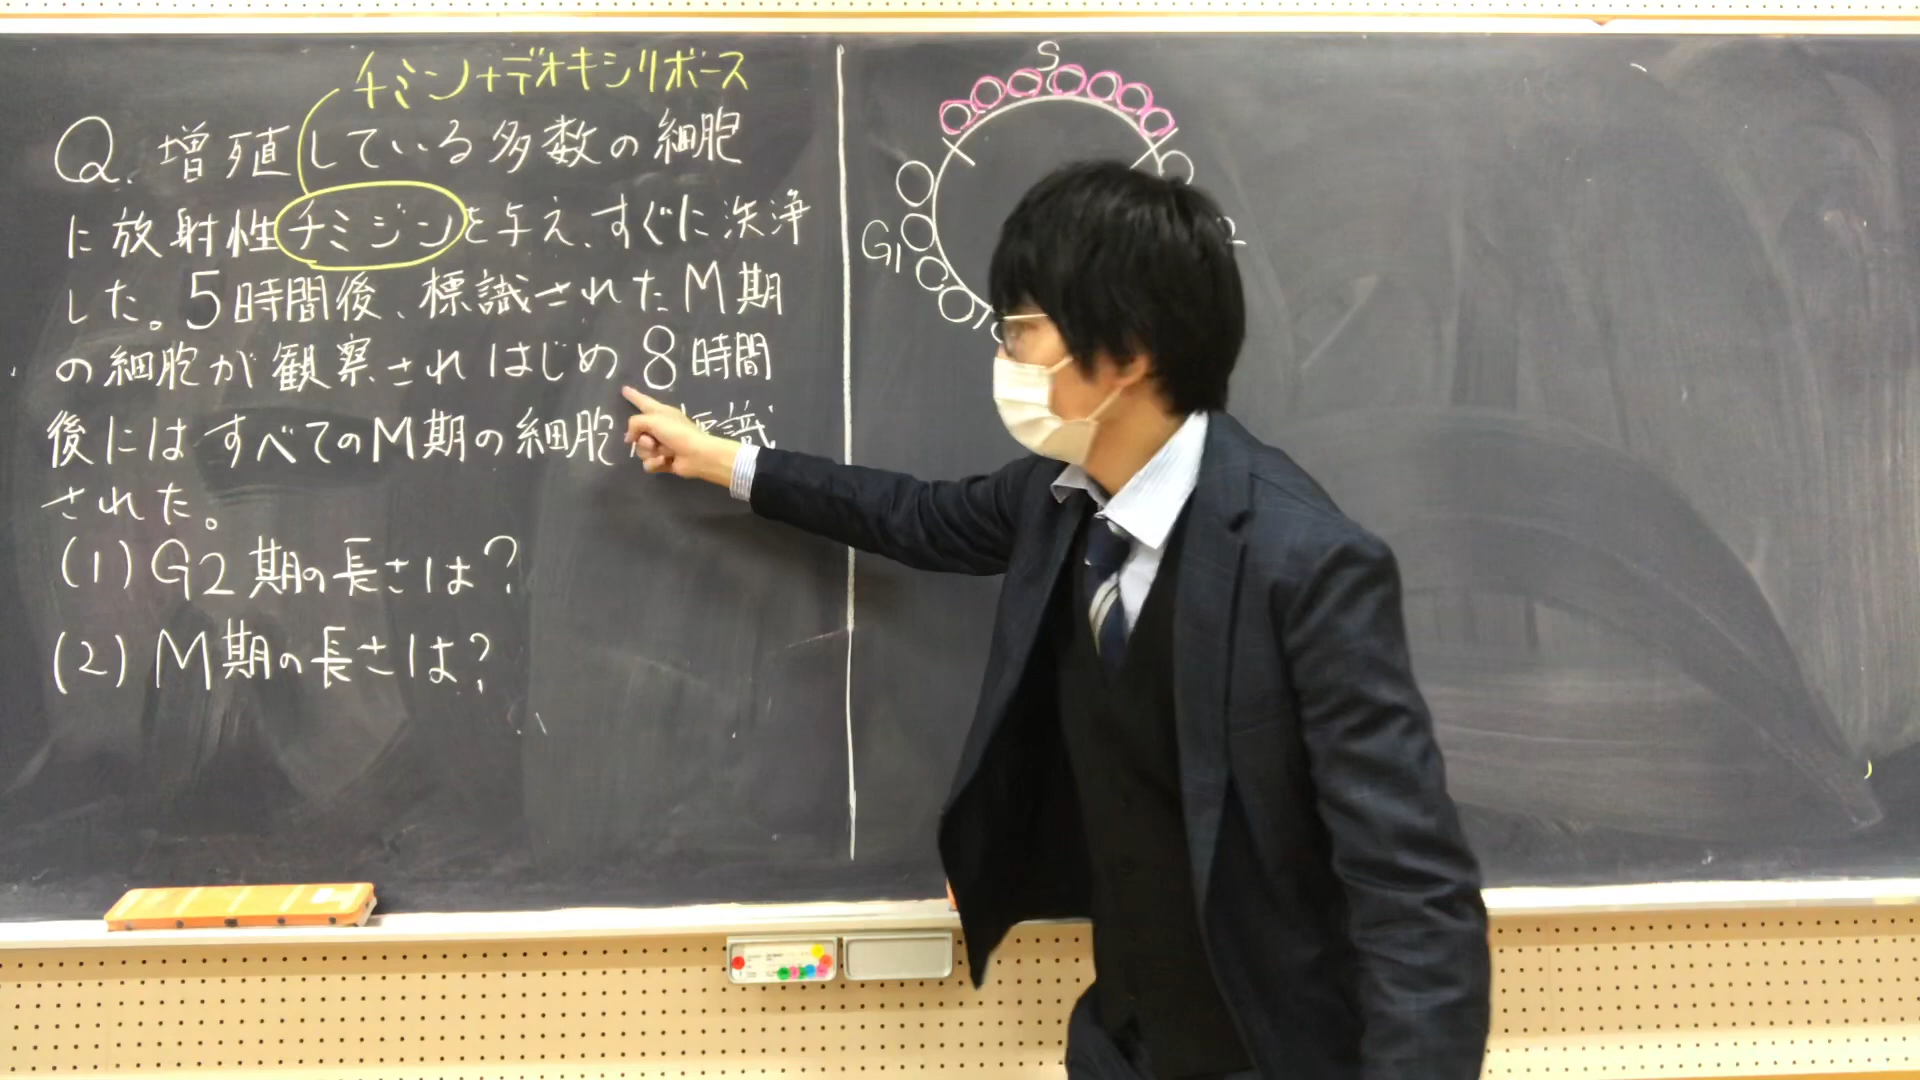 チミン+デオキシリボース
Q. 増殖している多数の細胞
に放射性チミジンを与え、すぐに洗浄
した。5時間後、標識されたM期
の細胞が観察されはじめ 8時間
後にはすべてのM期の細胞 標識
された。
(1) G2期の長さは?
(2) M期の長さは?
S
G1
2